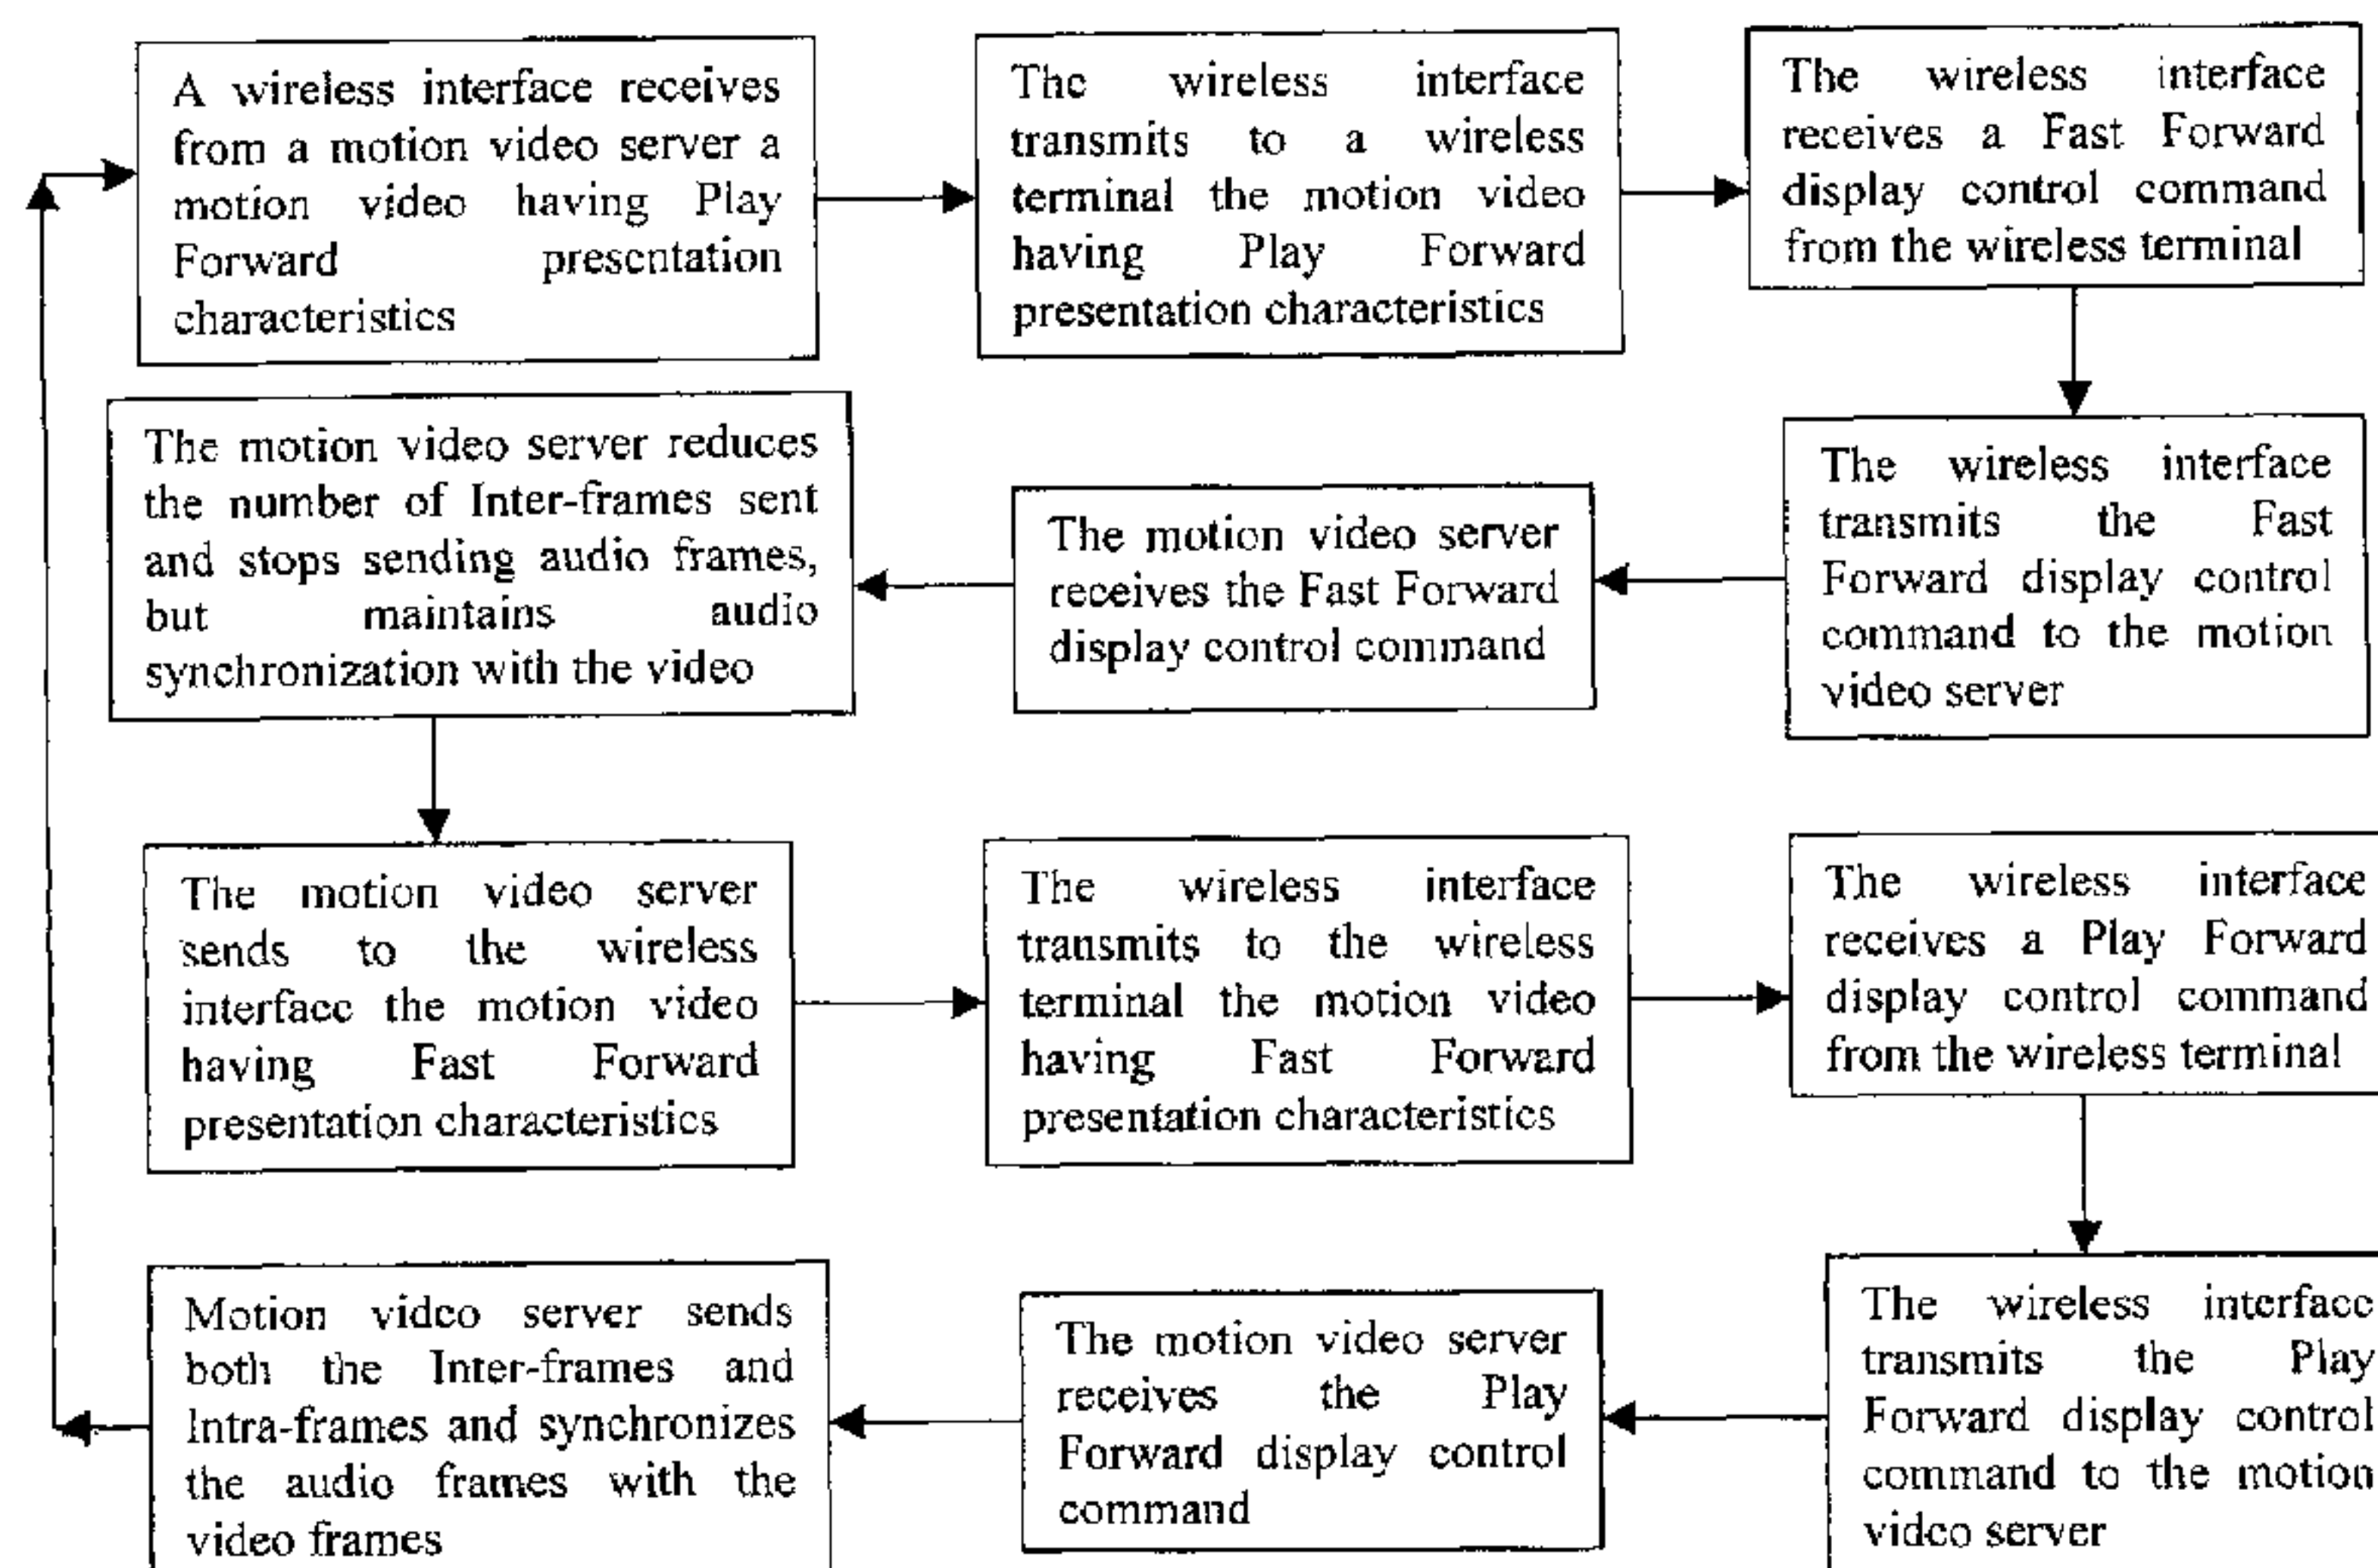 A wireless interface receives
from a motion video server a
motion video having Play
Forward presentation
characteristics
The wireless interface
transmits to a wireless
terminal the motion video
having Play Forward
presentation characteristics
The wireless interface
receives a Fast Forward
display control command
from the wireless terminal
The wireless interface
transmits the Fast
Forward display control
command to the motion
video server
The motion video server
receives the Fast Forward
display control command
The motion video server reduces
the number of Inter-frames sent
and stops sending audio frames,
but maintains audio
synchronization with the video
The motion video server
sends to the wireless
interface the motion video
having Fast Forward
presentation characteristics
The wireless interface
transmits to the wireless
terminal the motion video
having Fast Forward
presentation characteristics
The wireless interface
receives a Play Forward
display control command
from the wireless terminal
The wireless interface
transmits the Play
Forward display control
command to the motion
video server
The motion video server
receives the Play
Forward display control
command
Motion video server sends
both the Inter-frames and
Intra-frames and synchronizes
the audio frames with the
video frames